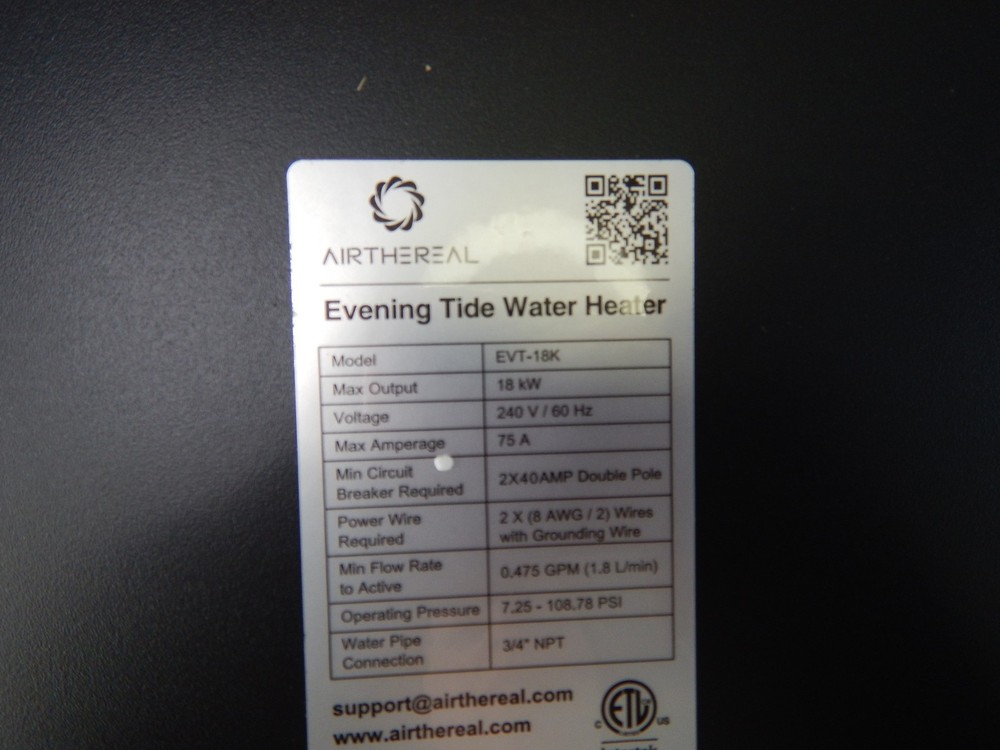 AIRTHEREAL
Evening Tide Water Heater
Model EVT-18K
Max Output 18 kW
Voltage 240 V / 60 Hz
Max Amperage 75 A
Min Circuit
Breaker Required 2X40AMP Double Pole
Power Wire
Required
2 X (8 AWG / 2) Wires
with Grounding Wire
Min Flow Rate
to Active
0.475 GPM (1.8 L/min)
Operating Pressure 7.25 - 108.78 PSI
Water Pipe
Connection
3/4" NPT
support@airthereal.com
www.airthereal.com
C ETL US